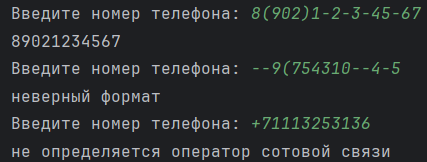 Введите номер телефона: 8(902)1-2-3-45-67
89021234567
Введите номер телефона: --9(754310--4-5
неверный формат
Введите номер телефона: +71113253136
не определяется оператор сотовой связи